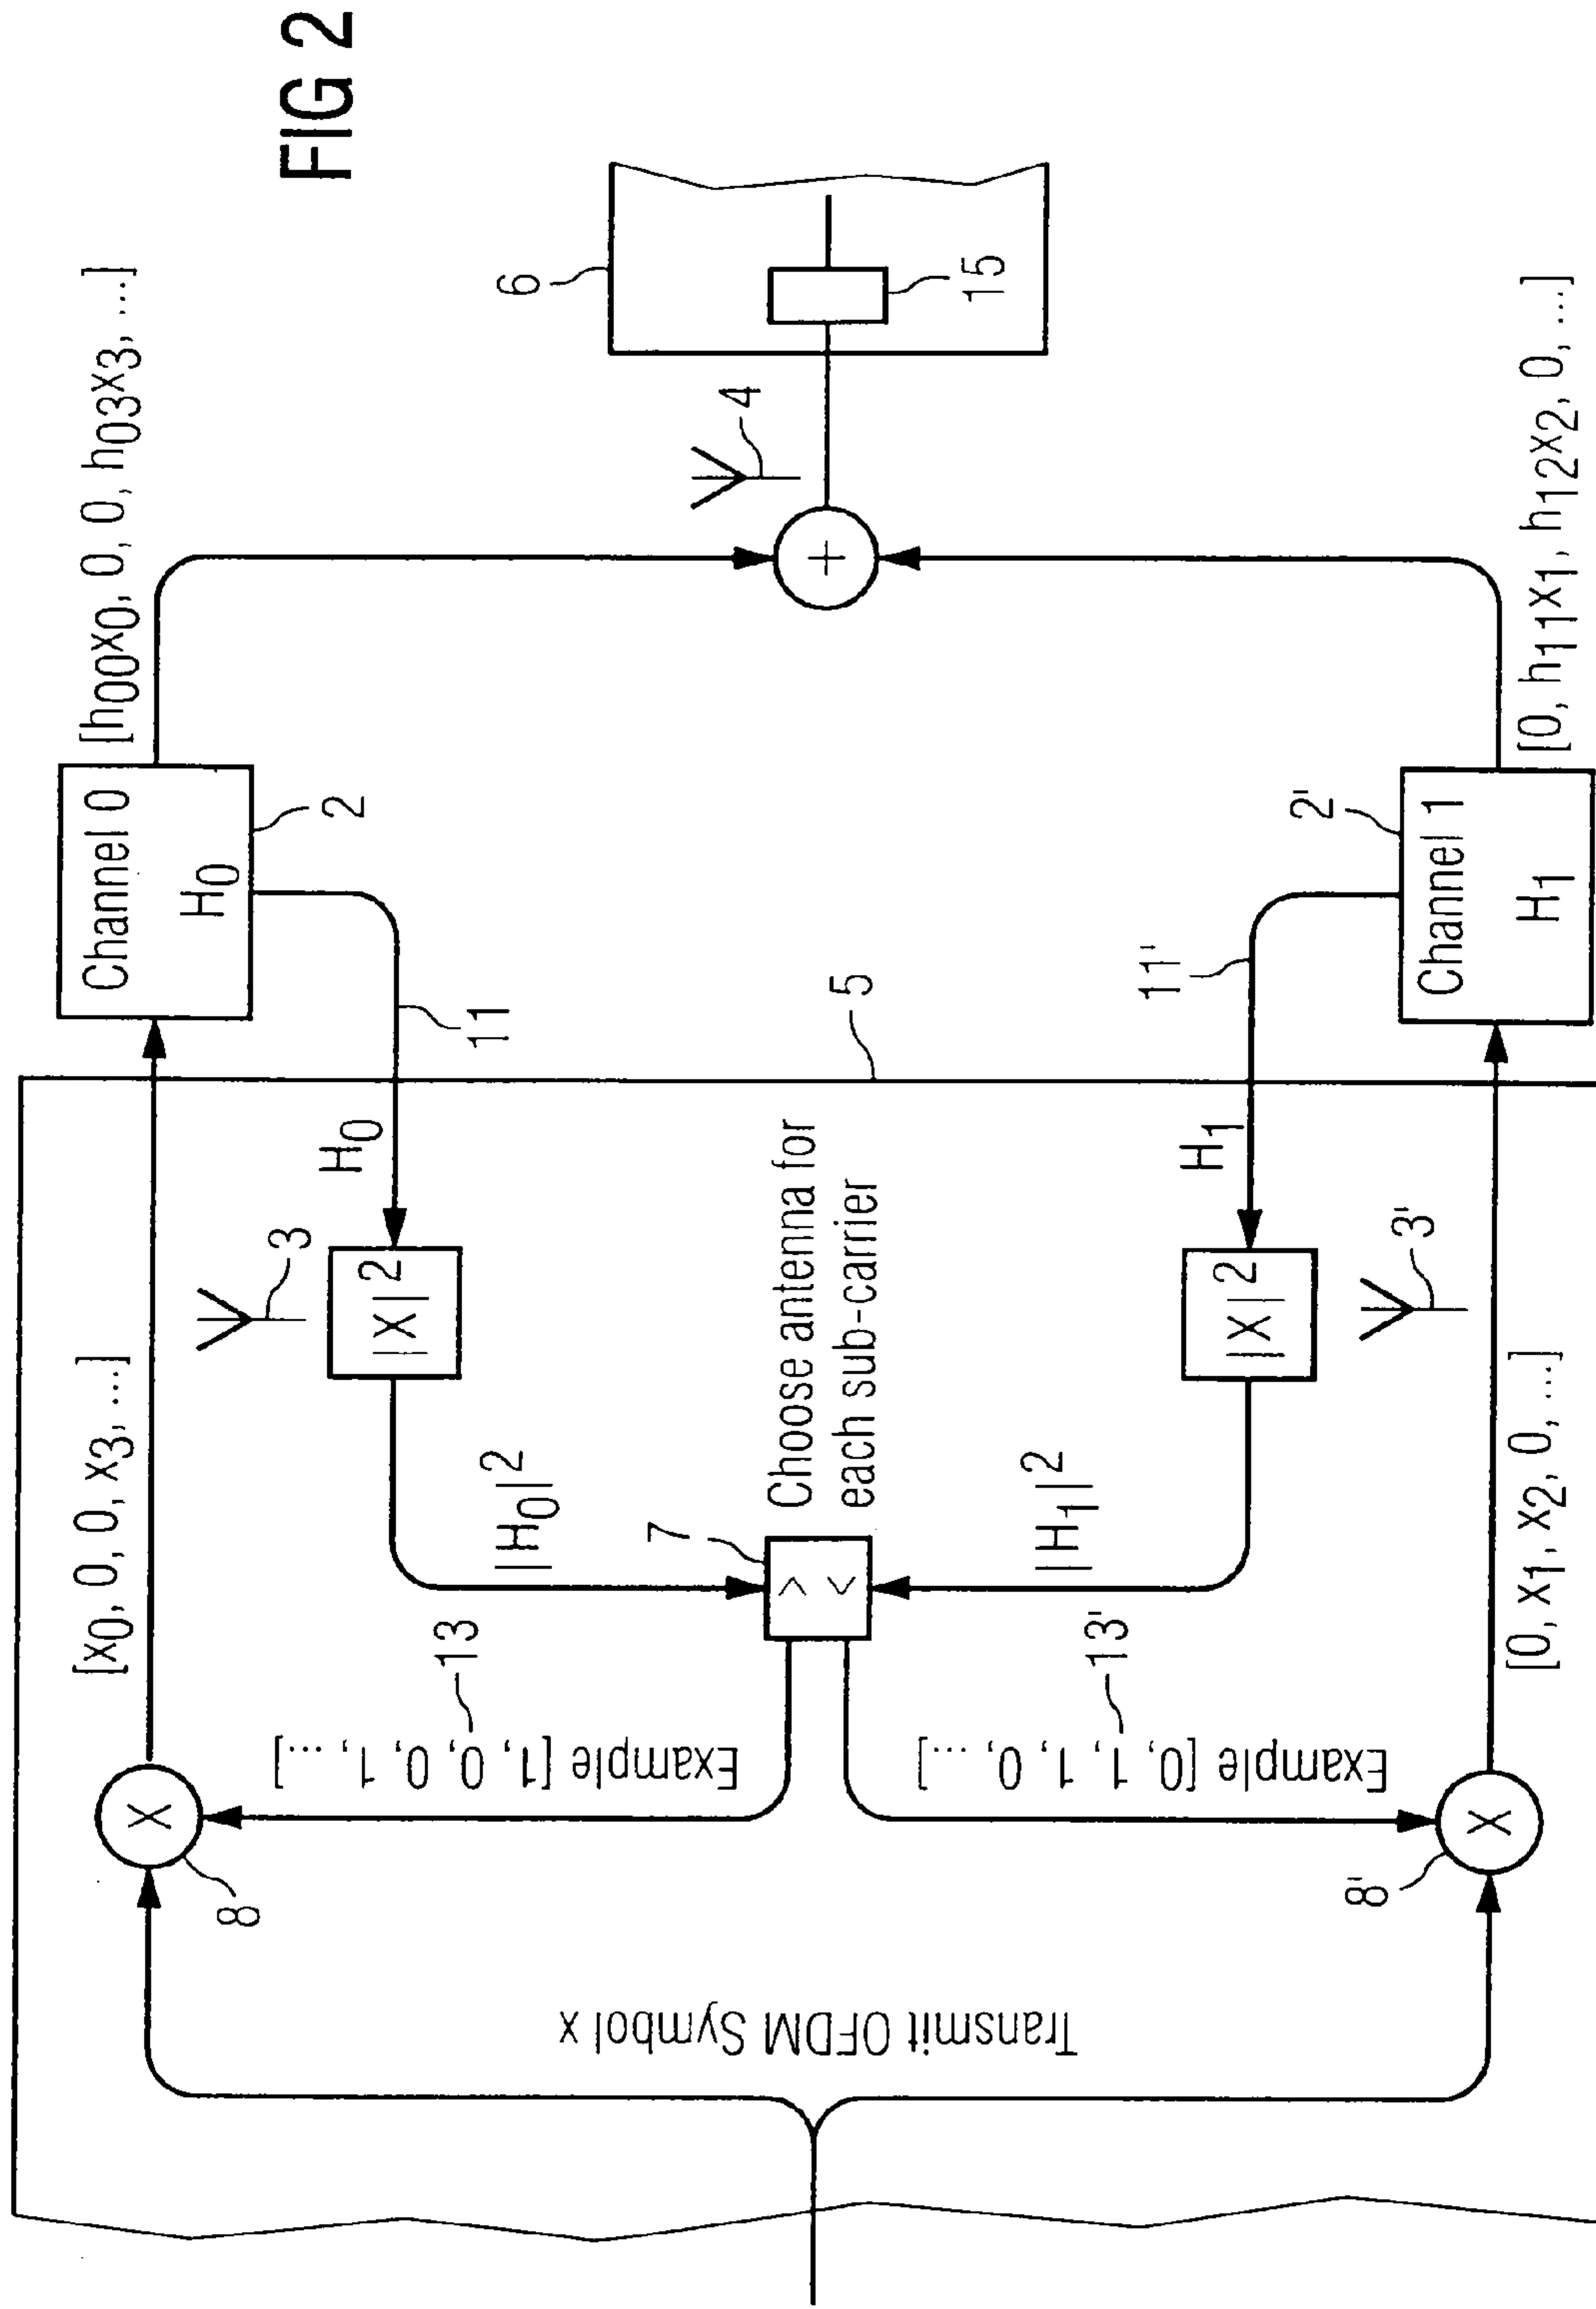 FIG 2
[x0, 0, 0, x3, ....]
Channel 0
H0
2
[h00x0, 0, 0, h03x3, ...]
8
3
H0
11
|X|2
|H0|2
Example [1, 0, 0, 1, ...]
13
Transmit OFDM Symbol x
7
>
<
Choose antenna for
each sub-carrier
5
+
4
6
15
Example [0, 1, 1, 0, ...]
13'
|H1|2
|X|2
H1
11'
3'
8'
X
X
[0, x1, x2, 0, ....]
2'
Channel 1
H1
[0, h11x1, h12x2, 0, ...]